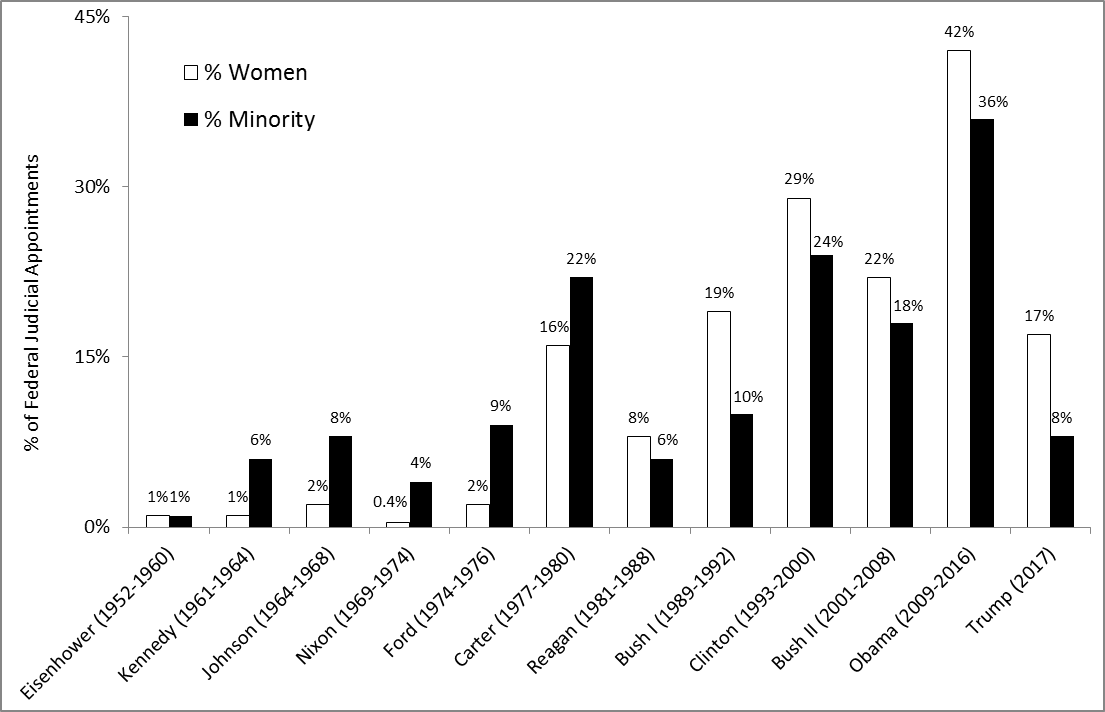 45%
30%
15%
0%
% of Federal Judicial Appointments
% Women
% Minority
1% 1%
1% 6%
2% 8%
0.4% 4%
2% 9%
16% 22%
8% 6%
19% 10%
29% 24%
22% 18%
42% 36%
17% 8%
Eisenhower (1952-1960)
Kennedy (1961-1964)
Johnson (1964-1968)
Nixon (1969-1974)
Ford (1974-1976)
Carter (1977-1980)
Reagan (1981-1988)
Bush I (1989-1992)
Clinton (1993-2000)
Bush II (2001-2008)
Obama (2009-2016)
Trump (2017)